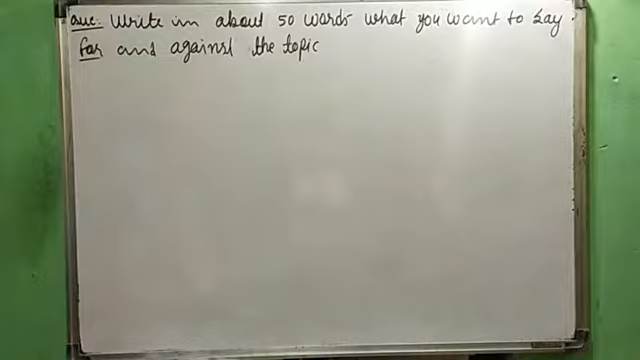 Que. Write in about 50 words what you want to say
for and against the topic